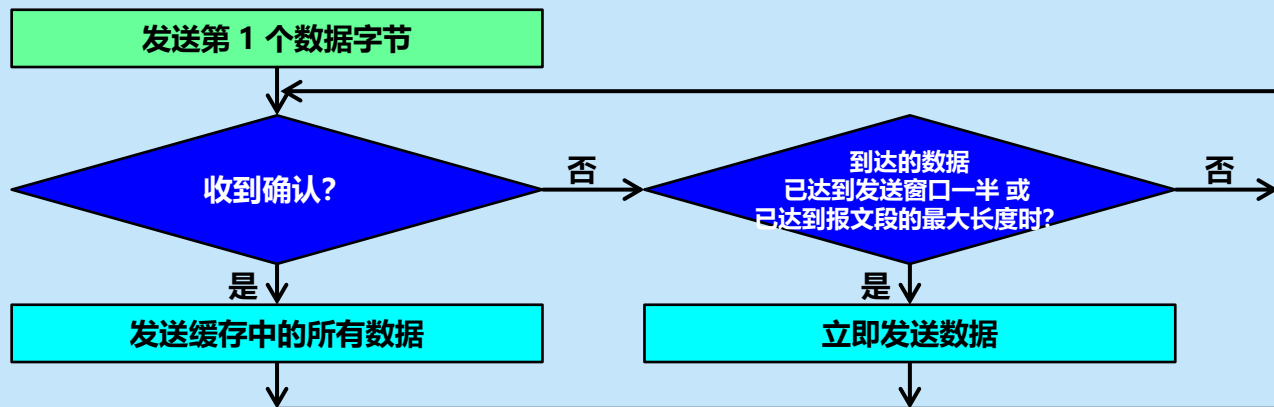 发送第 1 个数据字节
收到确认？
否
到达的数据
已达到发送窗口一半 或
已达到报文段的最大长度时?
否
是
是
发送缓存中的所有数据
立即发送数据